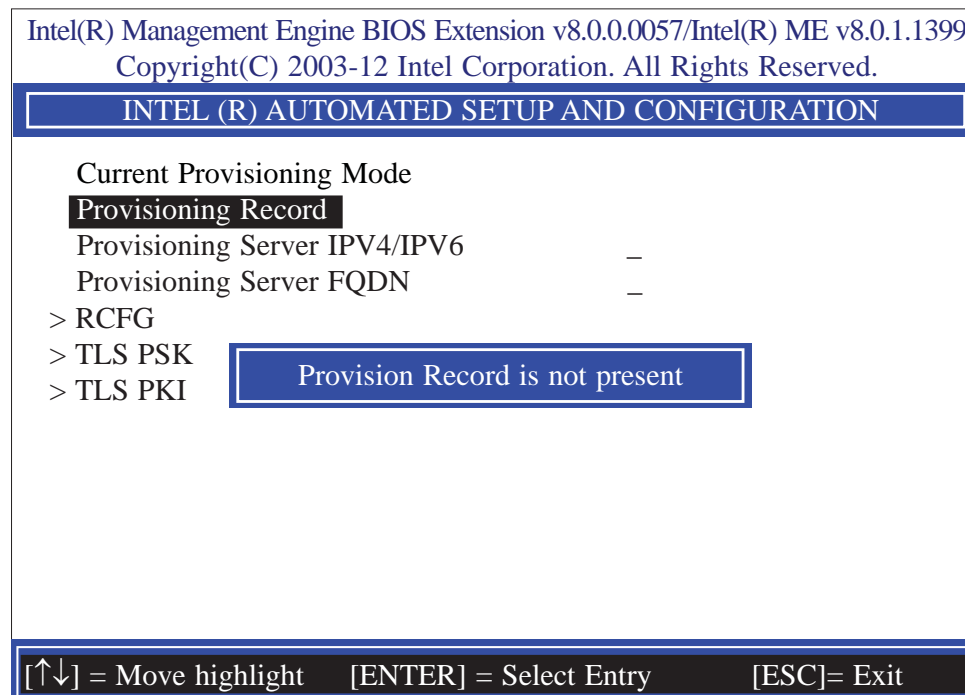 Intel(R) Management Engine BIOS Extension v8.0.0.0057/Intel(R) ME v8.0.1.1399
Copyright(C) 2003-12 Intel Corporation. All Rights Reserved.
INTEL (R) AUTOMATED SETUP AND CONFIGURATION
Current Provisioning Mode
Provisioning Record
Provisioning Server IPV4/IPV6 _
Provisioning Server FQDN _
> RCFG
> TLS PSK
> TLS PKI
Provision Record is not present
[↑↓] = Move highlight [ENTER] = Select Entry [ESC]= Exit